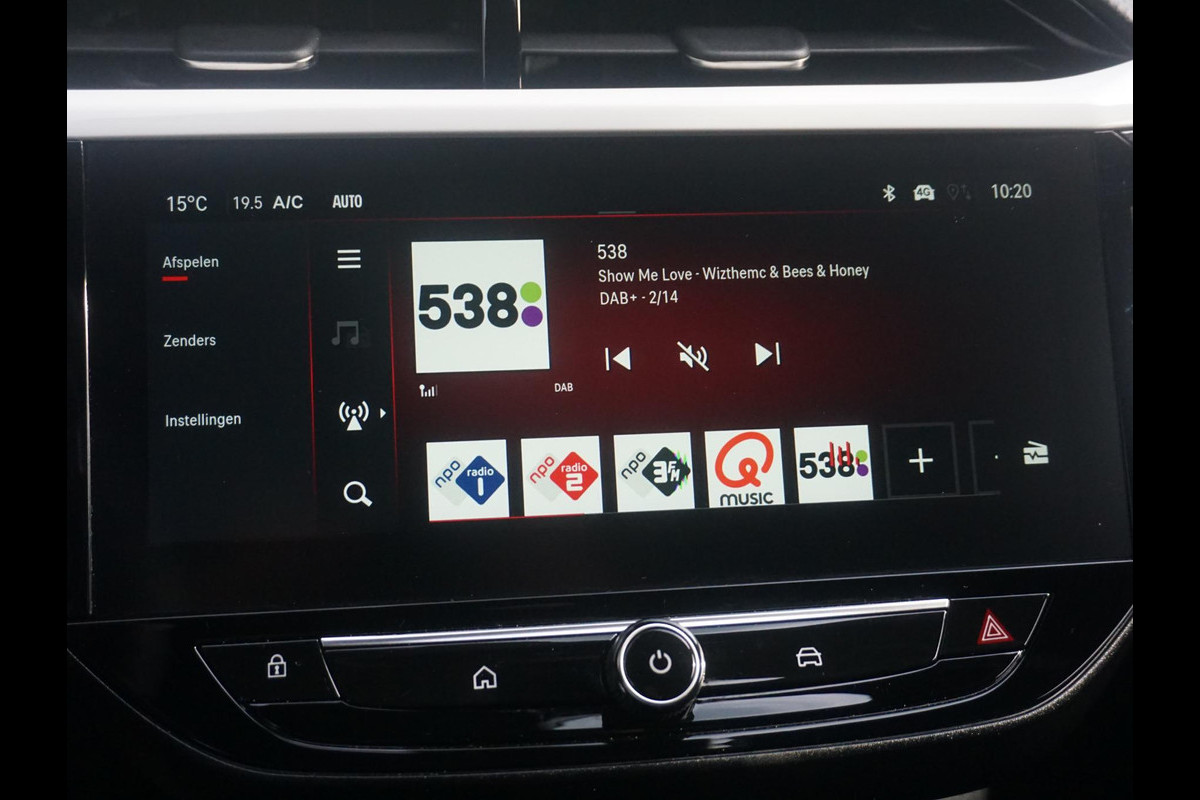 15°C 19.5 A/C AUTO
4G 10:20
Afspelen
Zenders
Instellingen
538
538
Show Me Love - Wizthemc & Bees & Honey
DAB+ - 2/14
DAB
npo radio 1
npo radio 2
npo 3FM
Q MUSIC
538